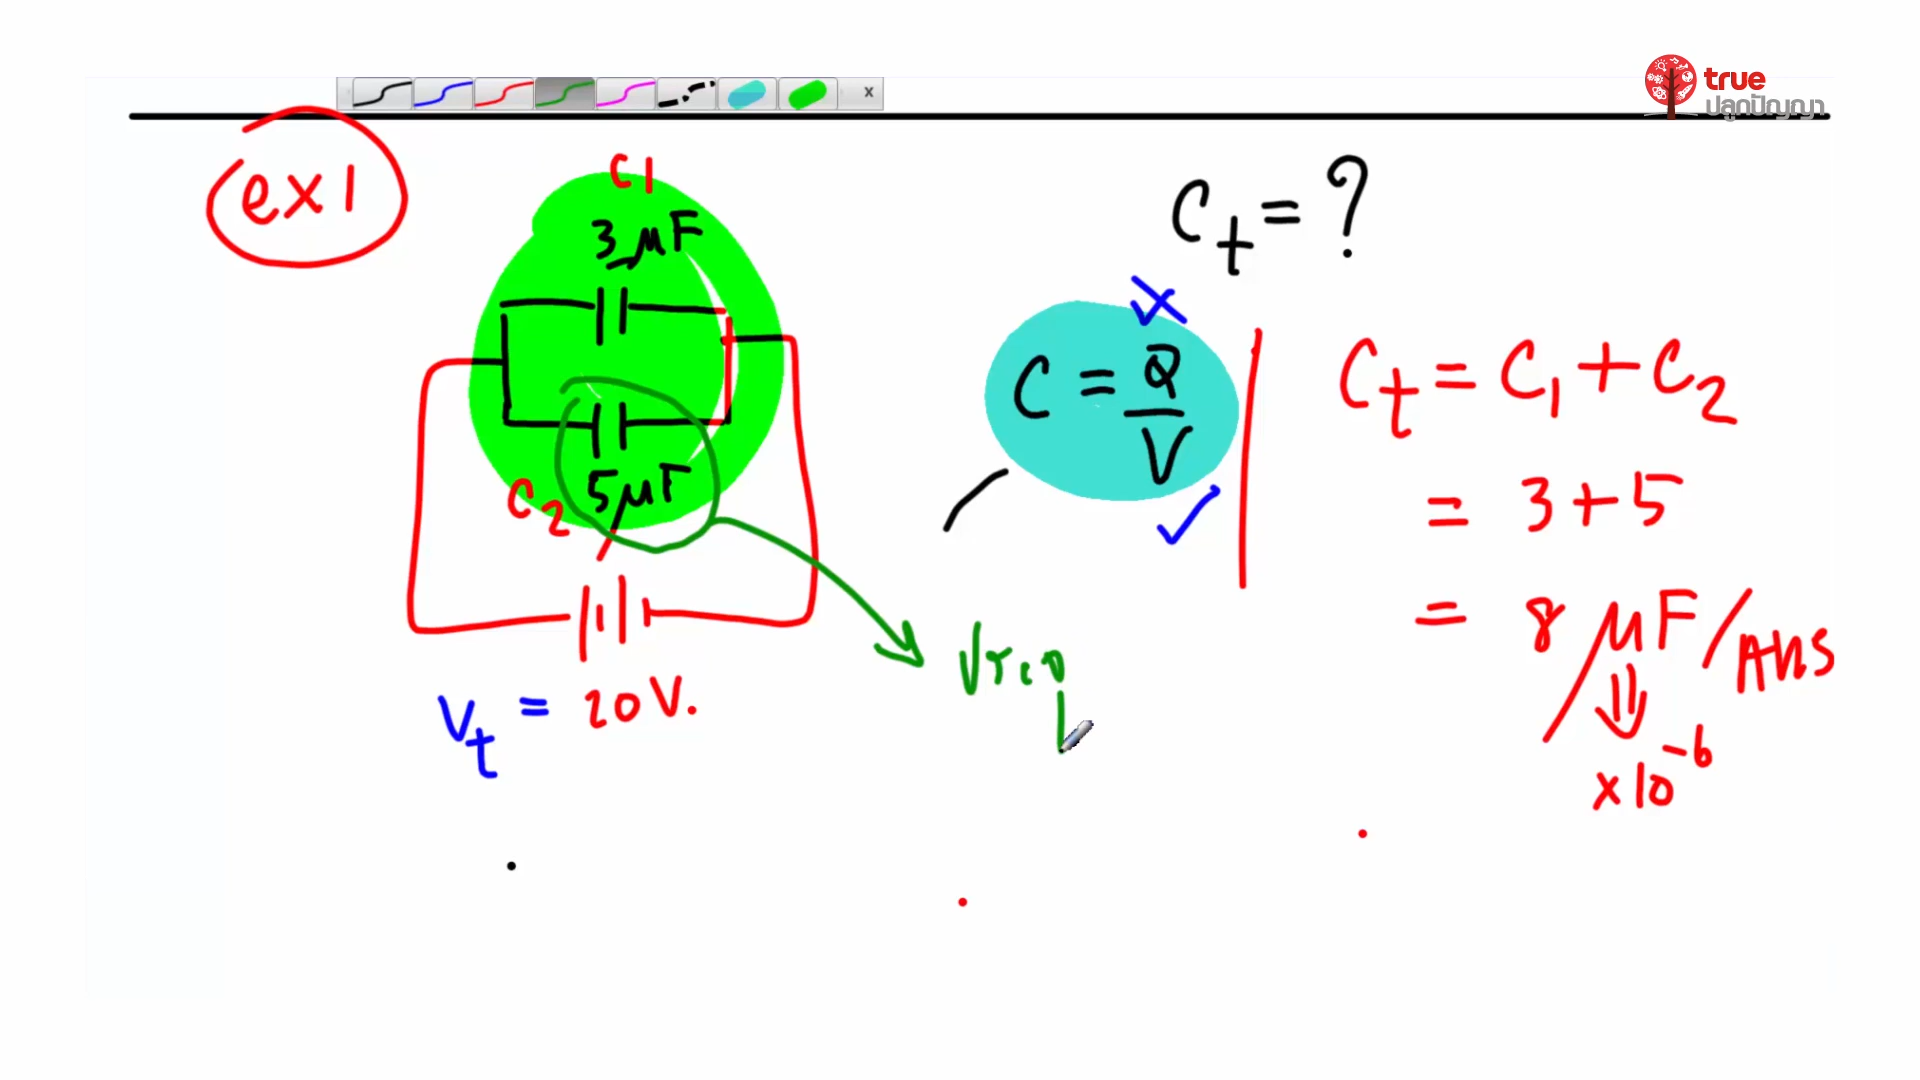 true
ปลูกปัญญา
x
ex1
C1
3μF
5μF
C2
Vt = 20V.
Ct = ?
C = Q/V
Ct = C1 + C2
= 3+5
= 8 μF/Ans
x10-6